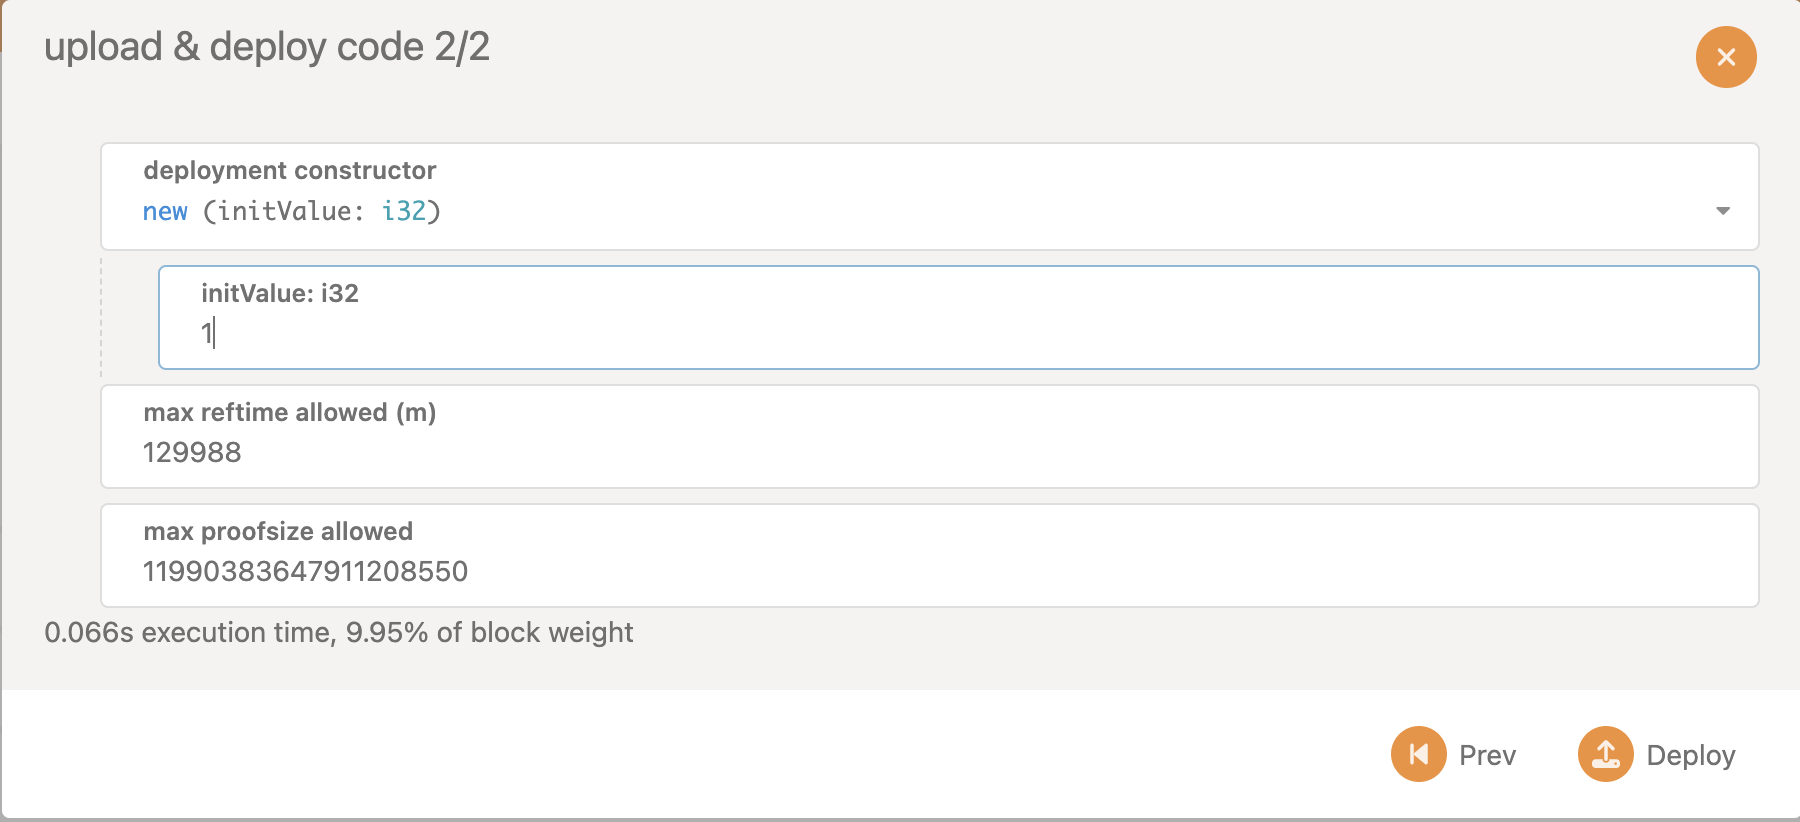 upload & deploy code 2/2
deployment constructor
new (initValue: i32)
initValue: i32
1
max reftime allowed (m)
129988
max proofsize allowed
11990383647911208550
0.066s execution time, 9.95% of block weight
Prev
Deploy